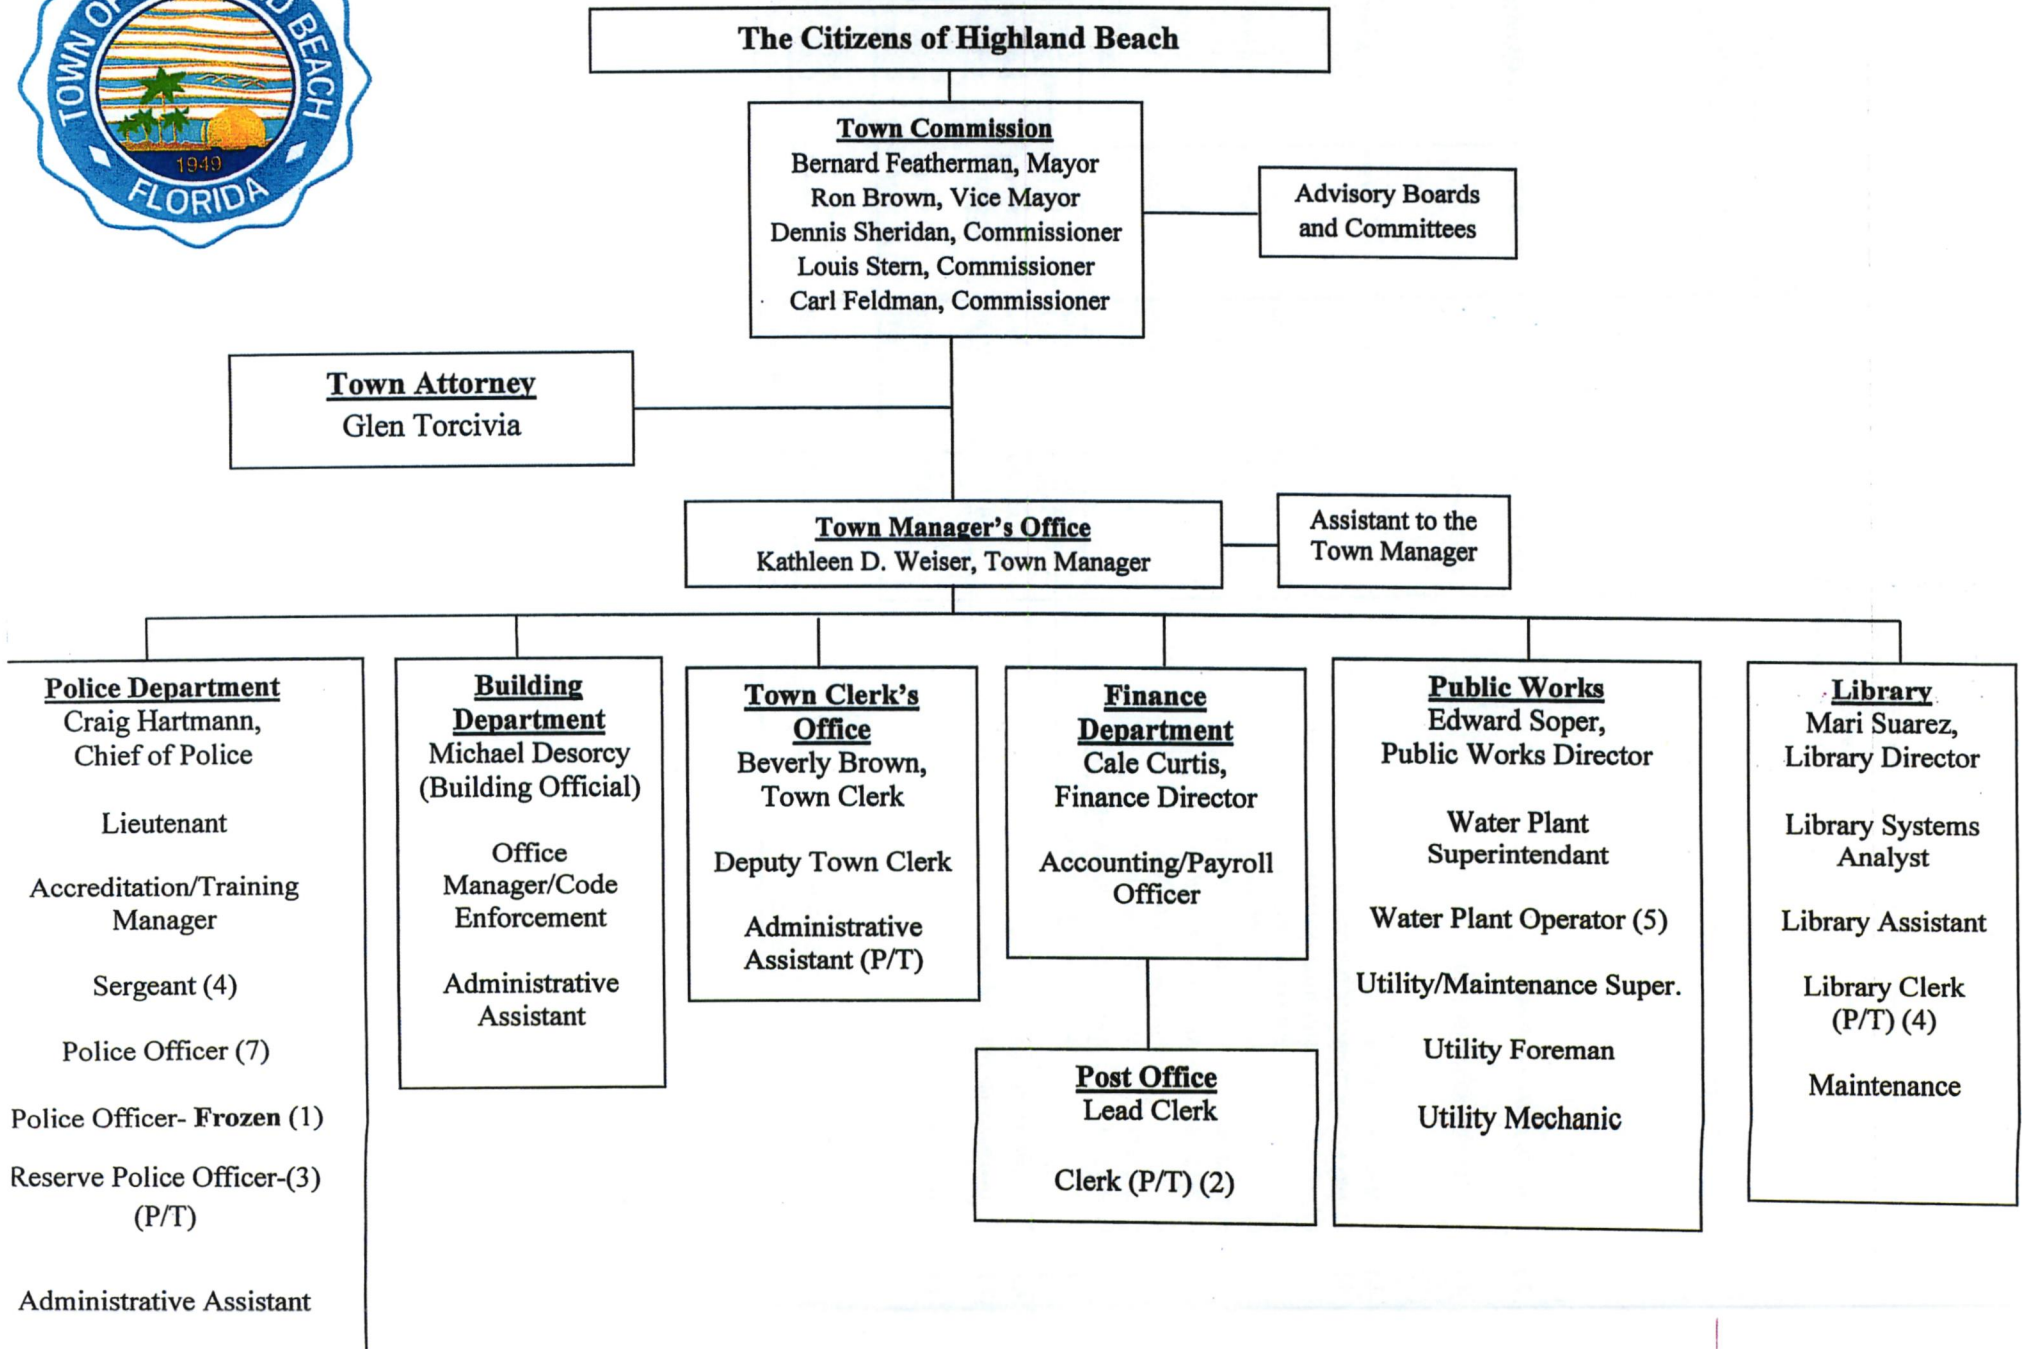 TOWN OF
D BEACH
1949
FLORIDA
The Citizens of Highland Beach
Town Commission
Bernard Featherman, Mayor
Ron Brown, Vice Mayor
Dennis Sheridan, Commissioner
Louis Stern, Commissioner
Carl Feldman, Commissioner
Advisory Boards
and Committees
Town Attorney
Glen Torcivia
Town Manager's Office
Kathleen D. Weiser, Town Manager
Assistant to the
Town Manager
Police Department
Craig Hartmann,
Chief of Police
Lieutenant
Accreditation/Training
Manager
Sergeant (4)
Police Officer (7)
Police Officer- Frozen (1)
Reserve Police Officer-(3)
(P/T)
Administrative Assistant
Building
Department
Michael Desorcy
(Building Official)
Office
Manager/Code
Enforcement
Administrative
Assistant
Town Clerk's
Office
Beverly Brown,
Town Clerk
Deputy Town Clerk
Administrative
Assistant (P/T)
Finance
Department
Cale Curtis,
Finance Director
Accounting/Payroll
Officer
Post Office
Lead Clerk
Clerk (P/T) (2)
Public Works
Edward Soper,
Public Works Director
Water Plant
Superintendant
Water Plant Operator (5)
Utility/Maintenance Super.
Utility Foreman
Utility Mechanic
Library
Mari Suarez,
Library Director
Library Systems
Analyst
Library Assistant
Library Clerk
(P/T) (4)
Maintenance